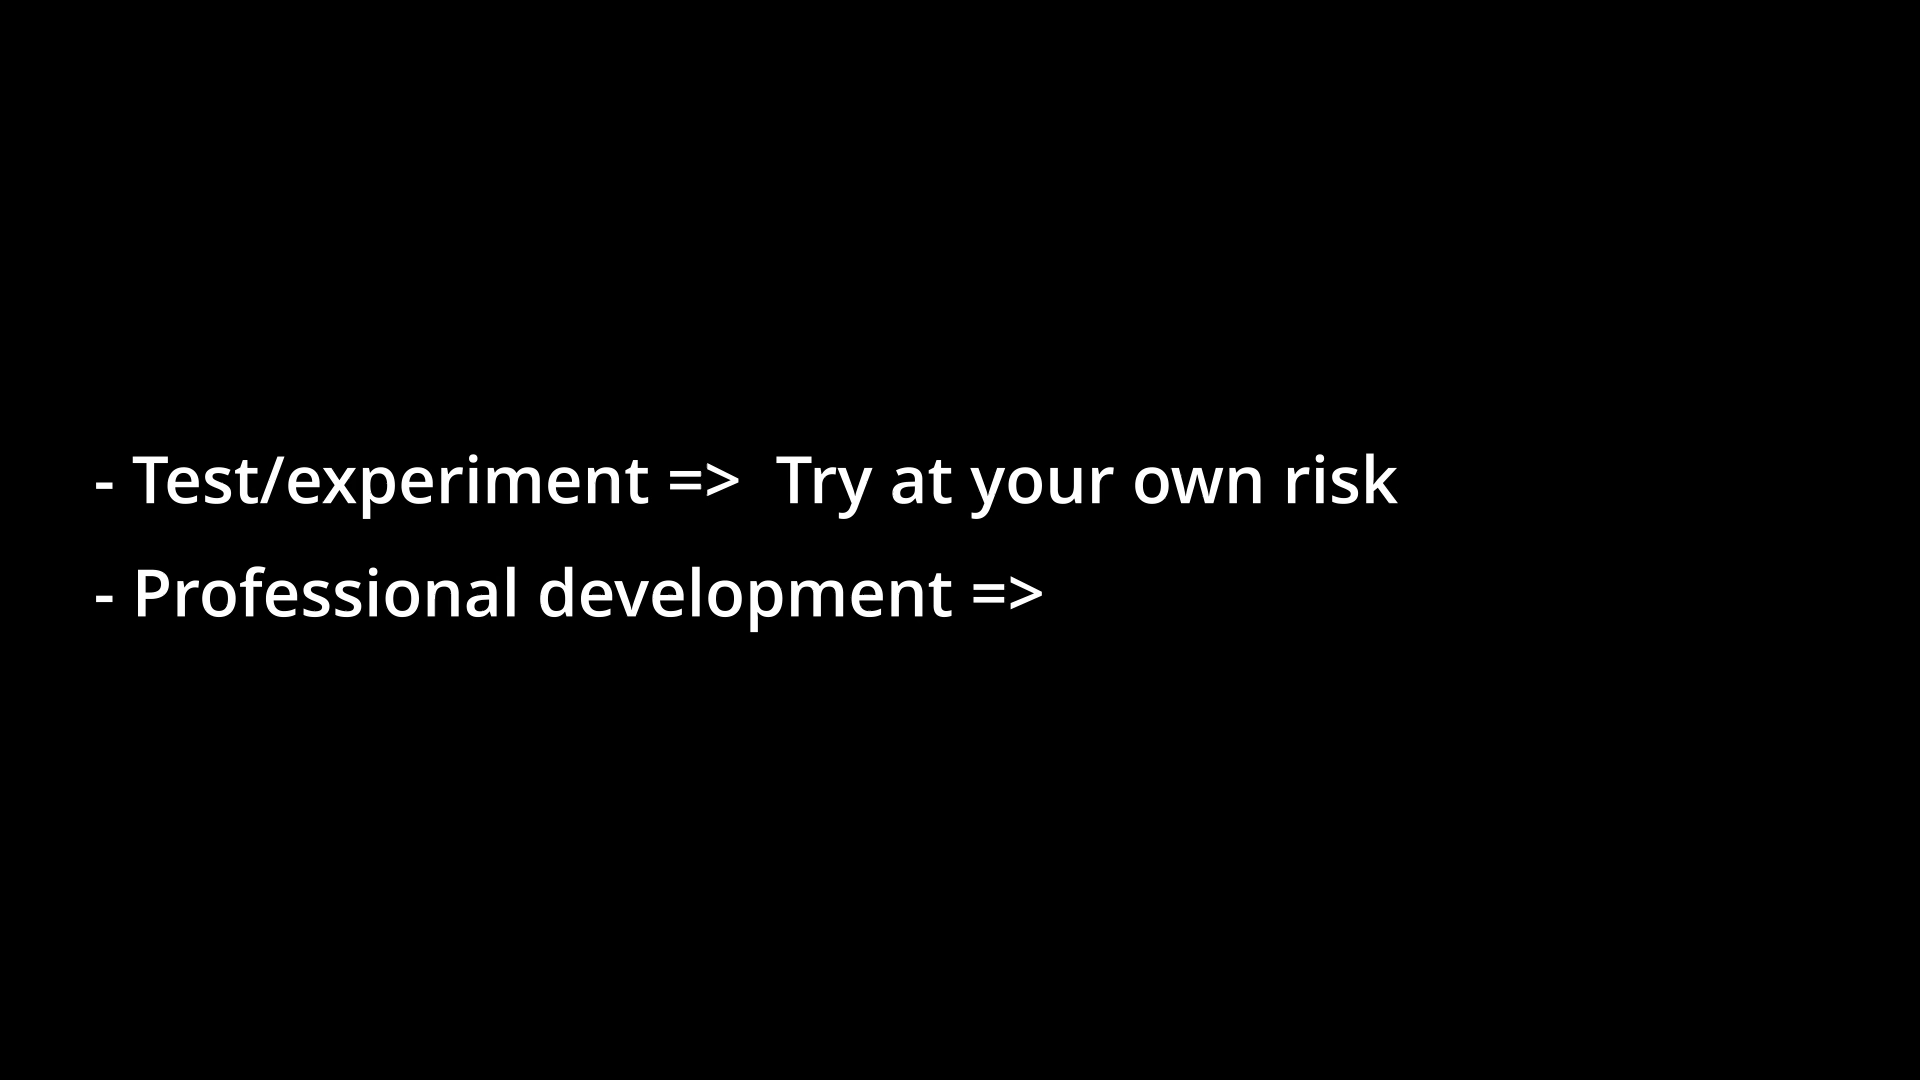 - Test/experiment =>  Try at your own risk
- Professional development =>